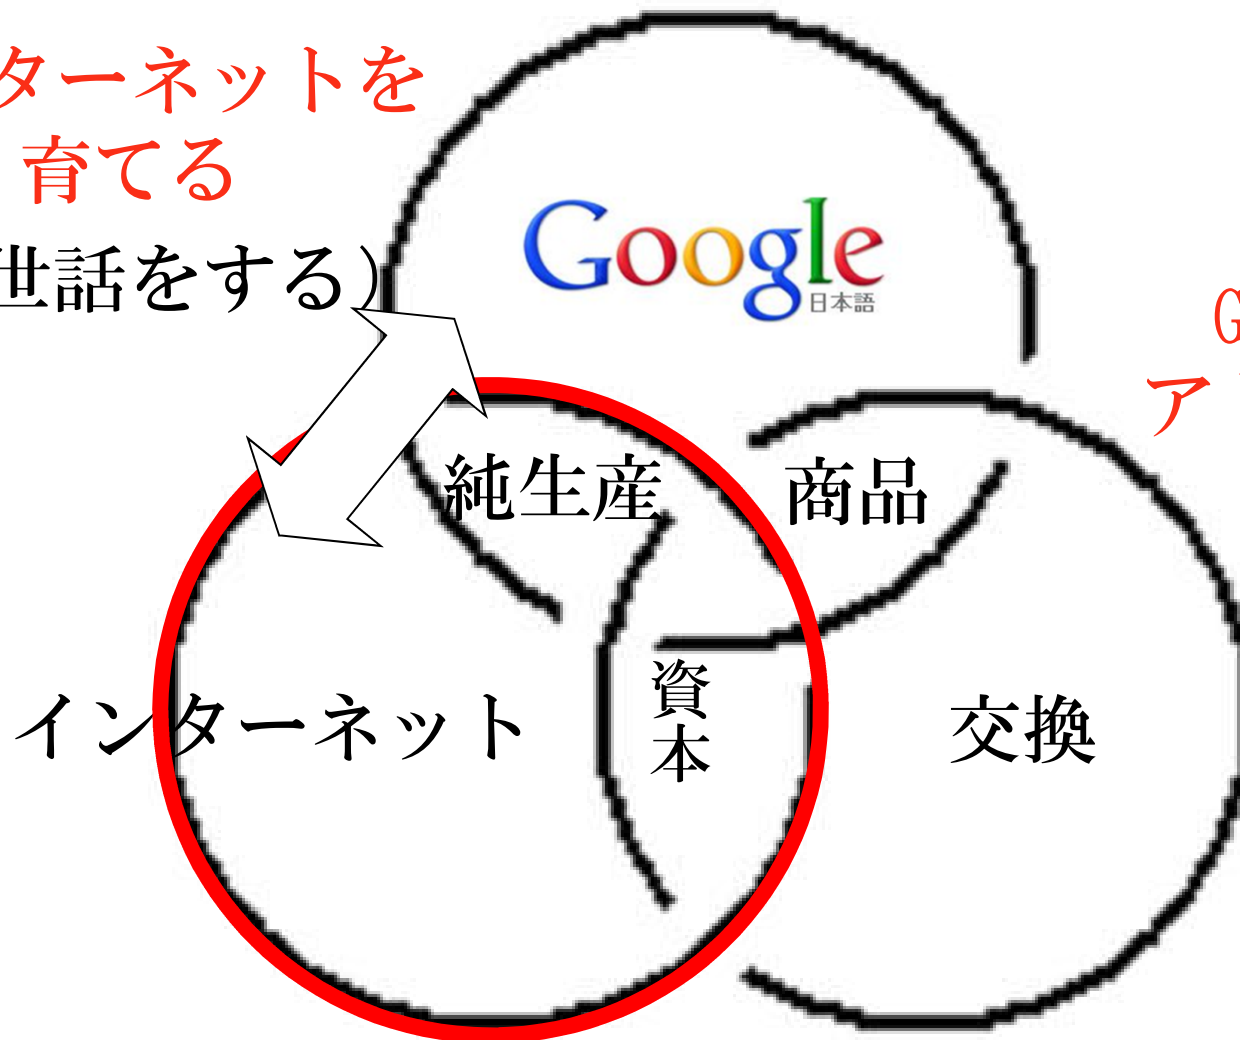 ターネットを
育てる
世話をする）
Google
日本語
G
ア
純生産
商品
資本
インターネット
交換